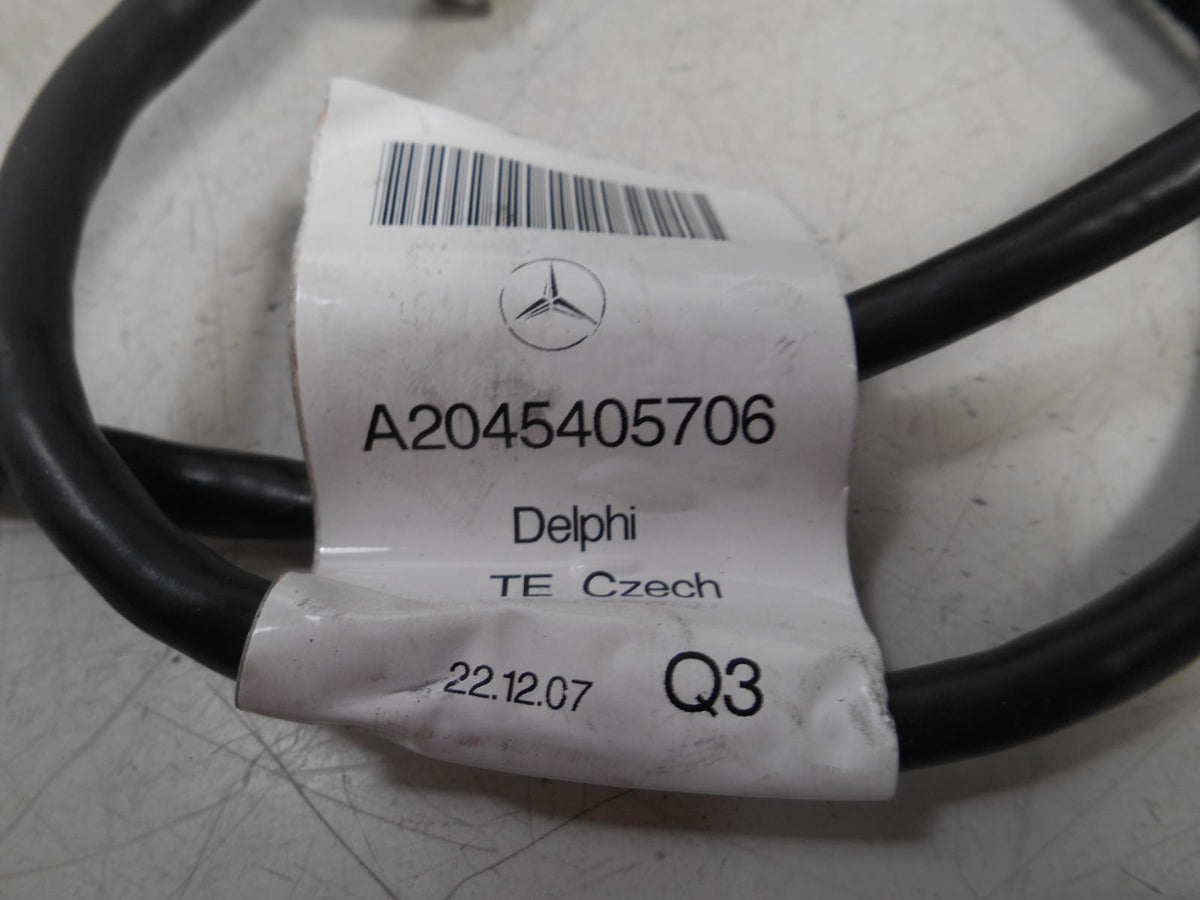 A2045405706
Delphi
TE Czech
22.12.07 Q3